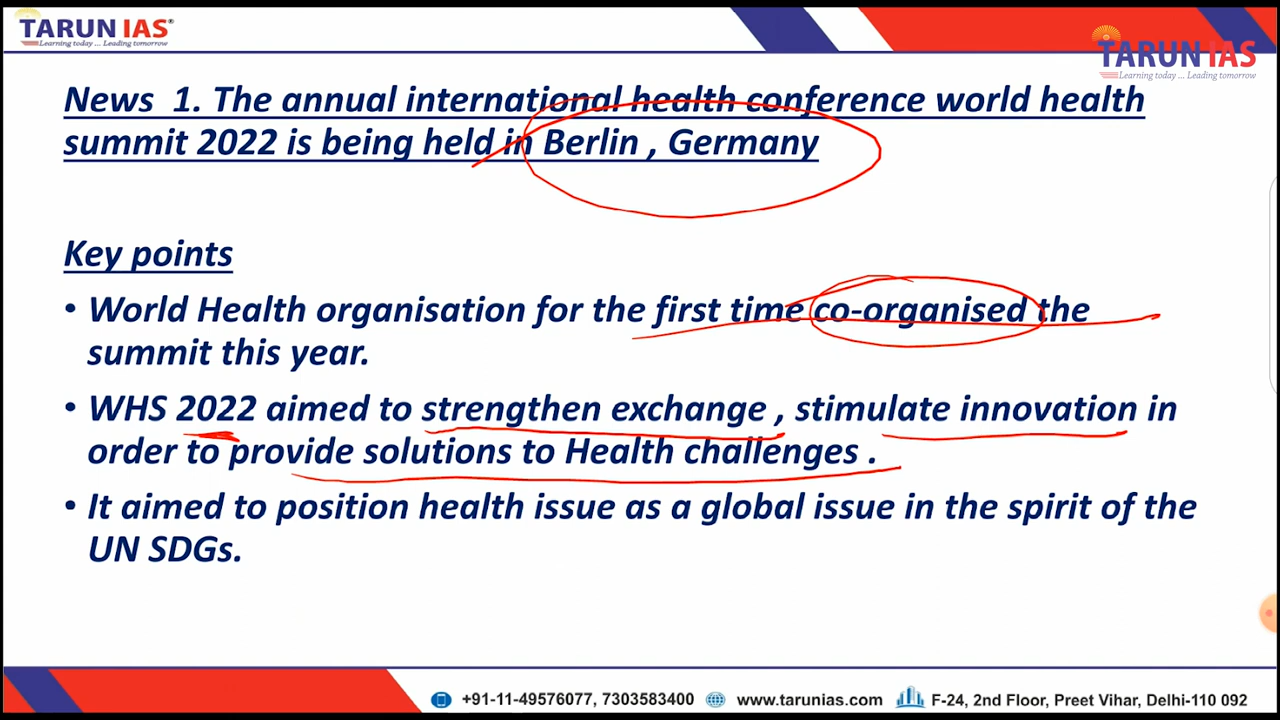 TARUN IAS®
Learning today ... Leading tomorrow
TARUN IAS
Learning today ... Leading tomorrow
News 1. The annual international health conference world health
summit 2022 is being held in Berlin , Germany
Key points
• World Health organisation for the first time co-organised the
summit this year.
• WHS 2022 aimed to strengthen exchange , stimulate innovation in
order to provide solutions to Health challenges .
• It aimed to position health issue as a global issue in the spirit of the
UN SDGs.
+91-11-49576077, 7303583400 www.tarunias.com F-24, 2nd Floor, Preet Vihar, Delhi-110 092